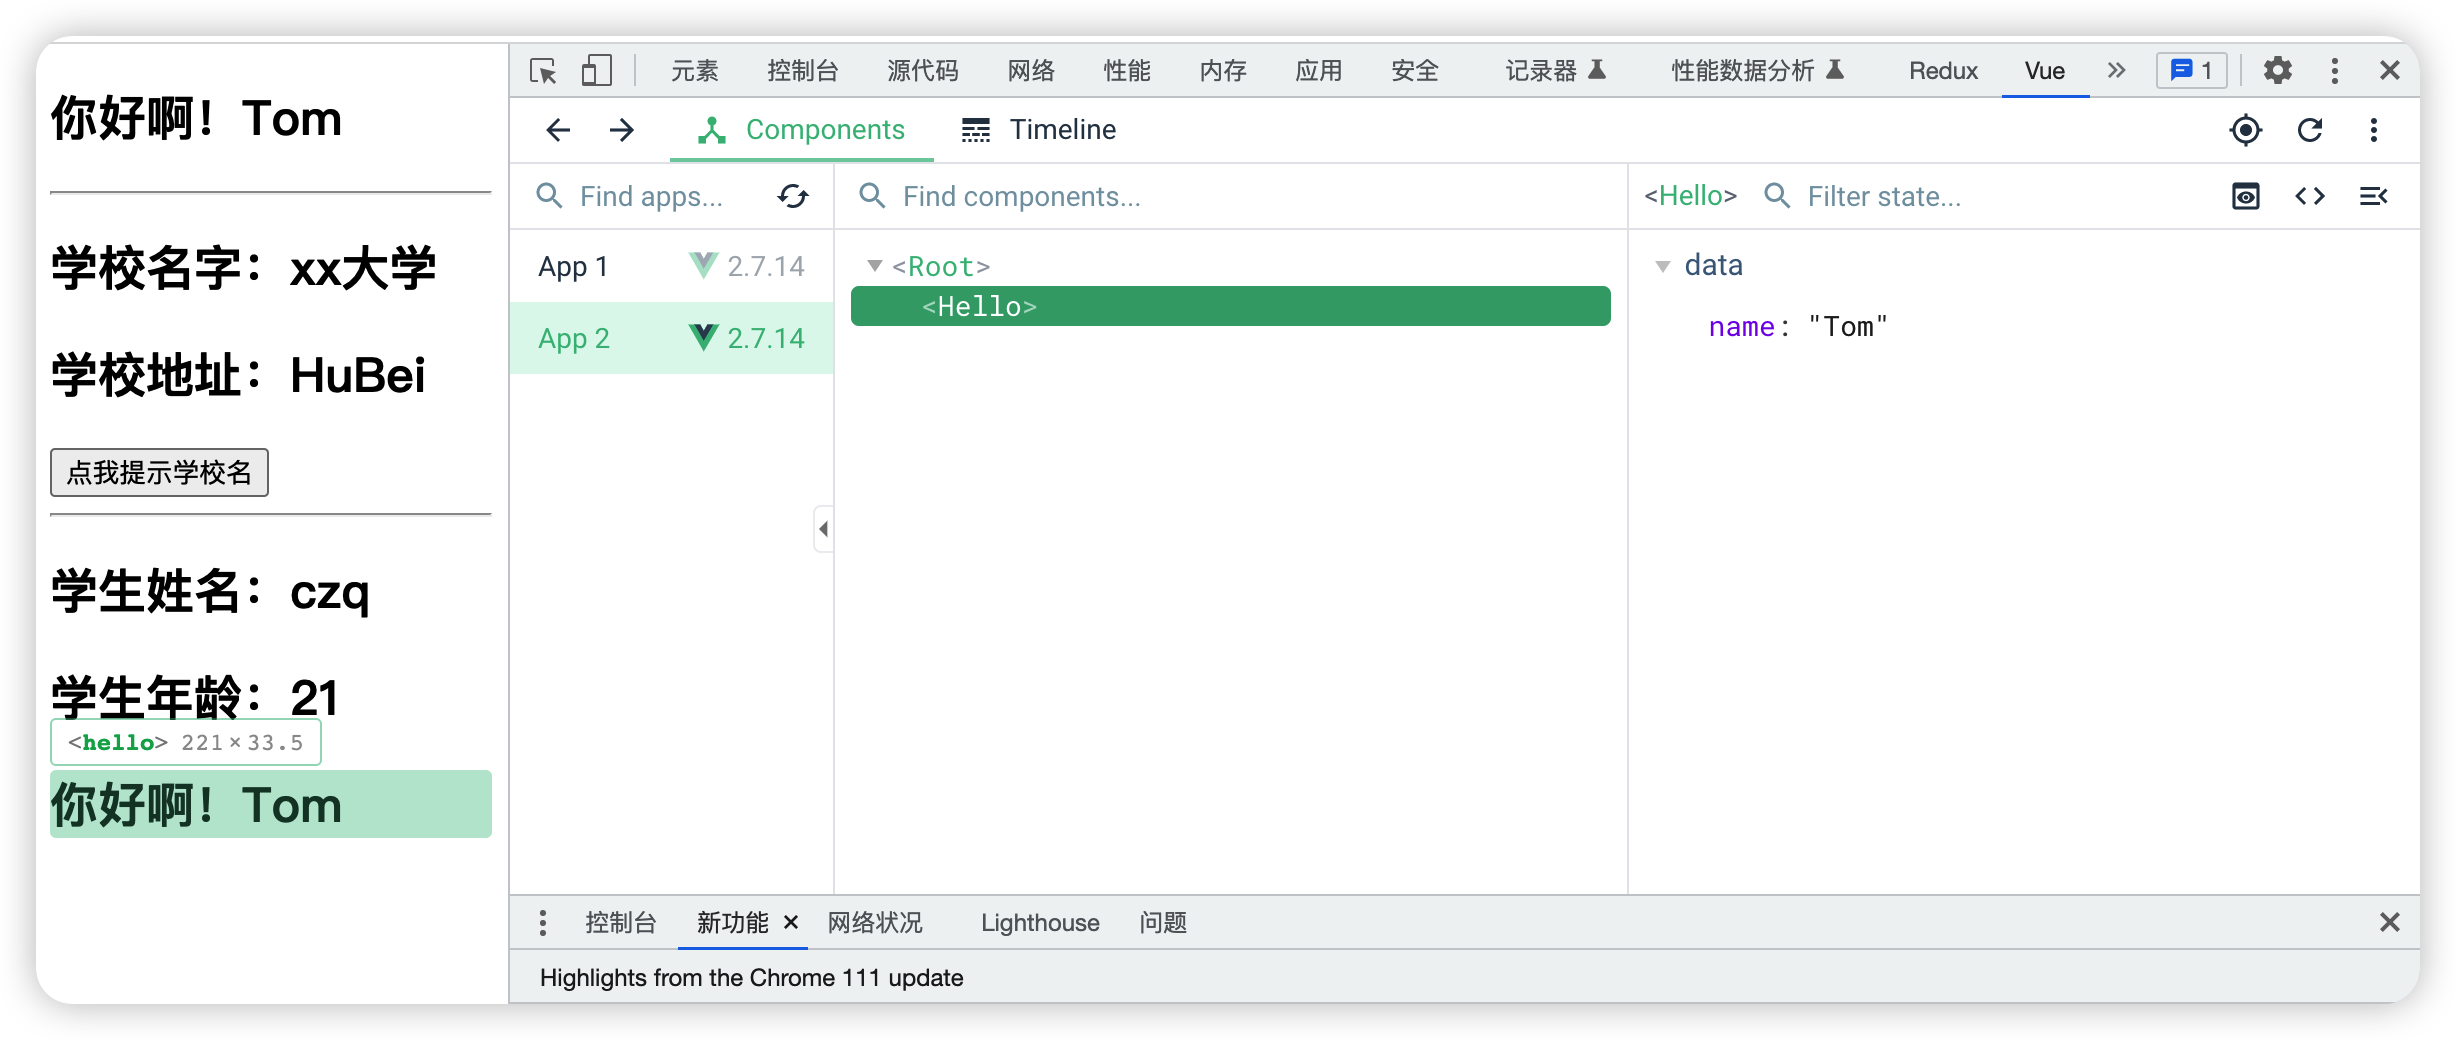 你好啊！Tom
学校名字：xx大学
学校地址：HuBei
点我提示学校名
学生姓名：czq
学生年龄：21
<hello> 221×33.5
你好啊！Tom
元素 控制台 源代码 网络 性能 内存 应用 安全 记录器 性能数据分析 Redux Vue 1
Components Timeline
Find apps... Find components... <Hello> Filter state...
App 1 2.7.14
App 2 2.7.14
<Root>
<Hello>
data
name: "Tom"
控制台 新功能 网络状况 Lighthouse 问题
Highlights from the Chrome 111 update